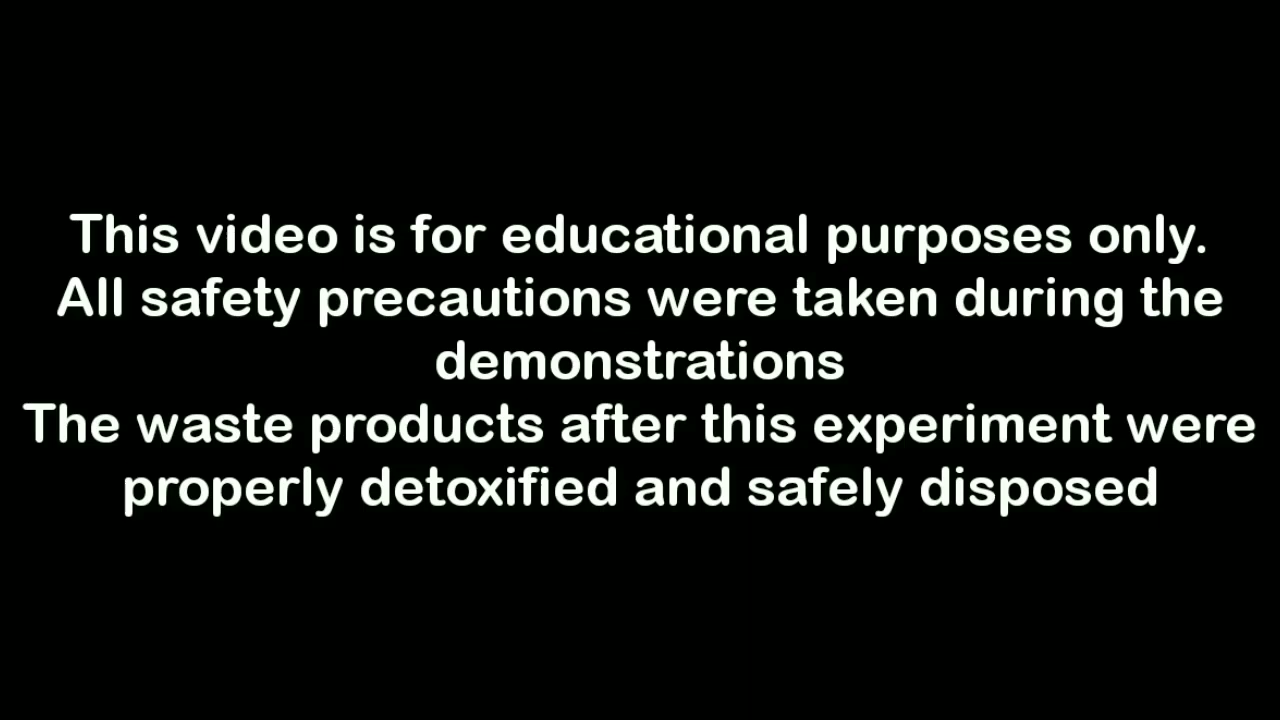 This video is for educational purposes only.
All safety precautions were taken during the
demonstrations
The waste products after this experiment were
properly detoxified and safely disposed